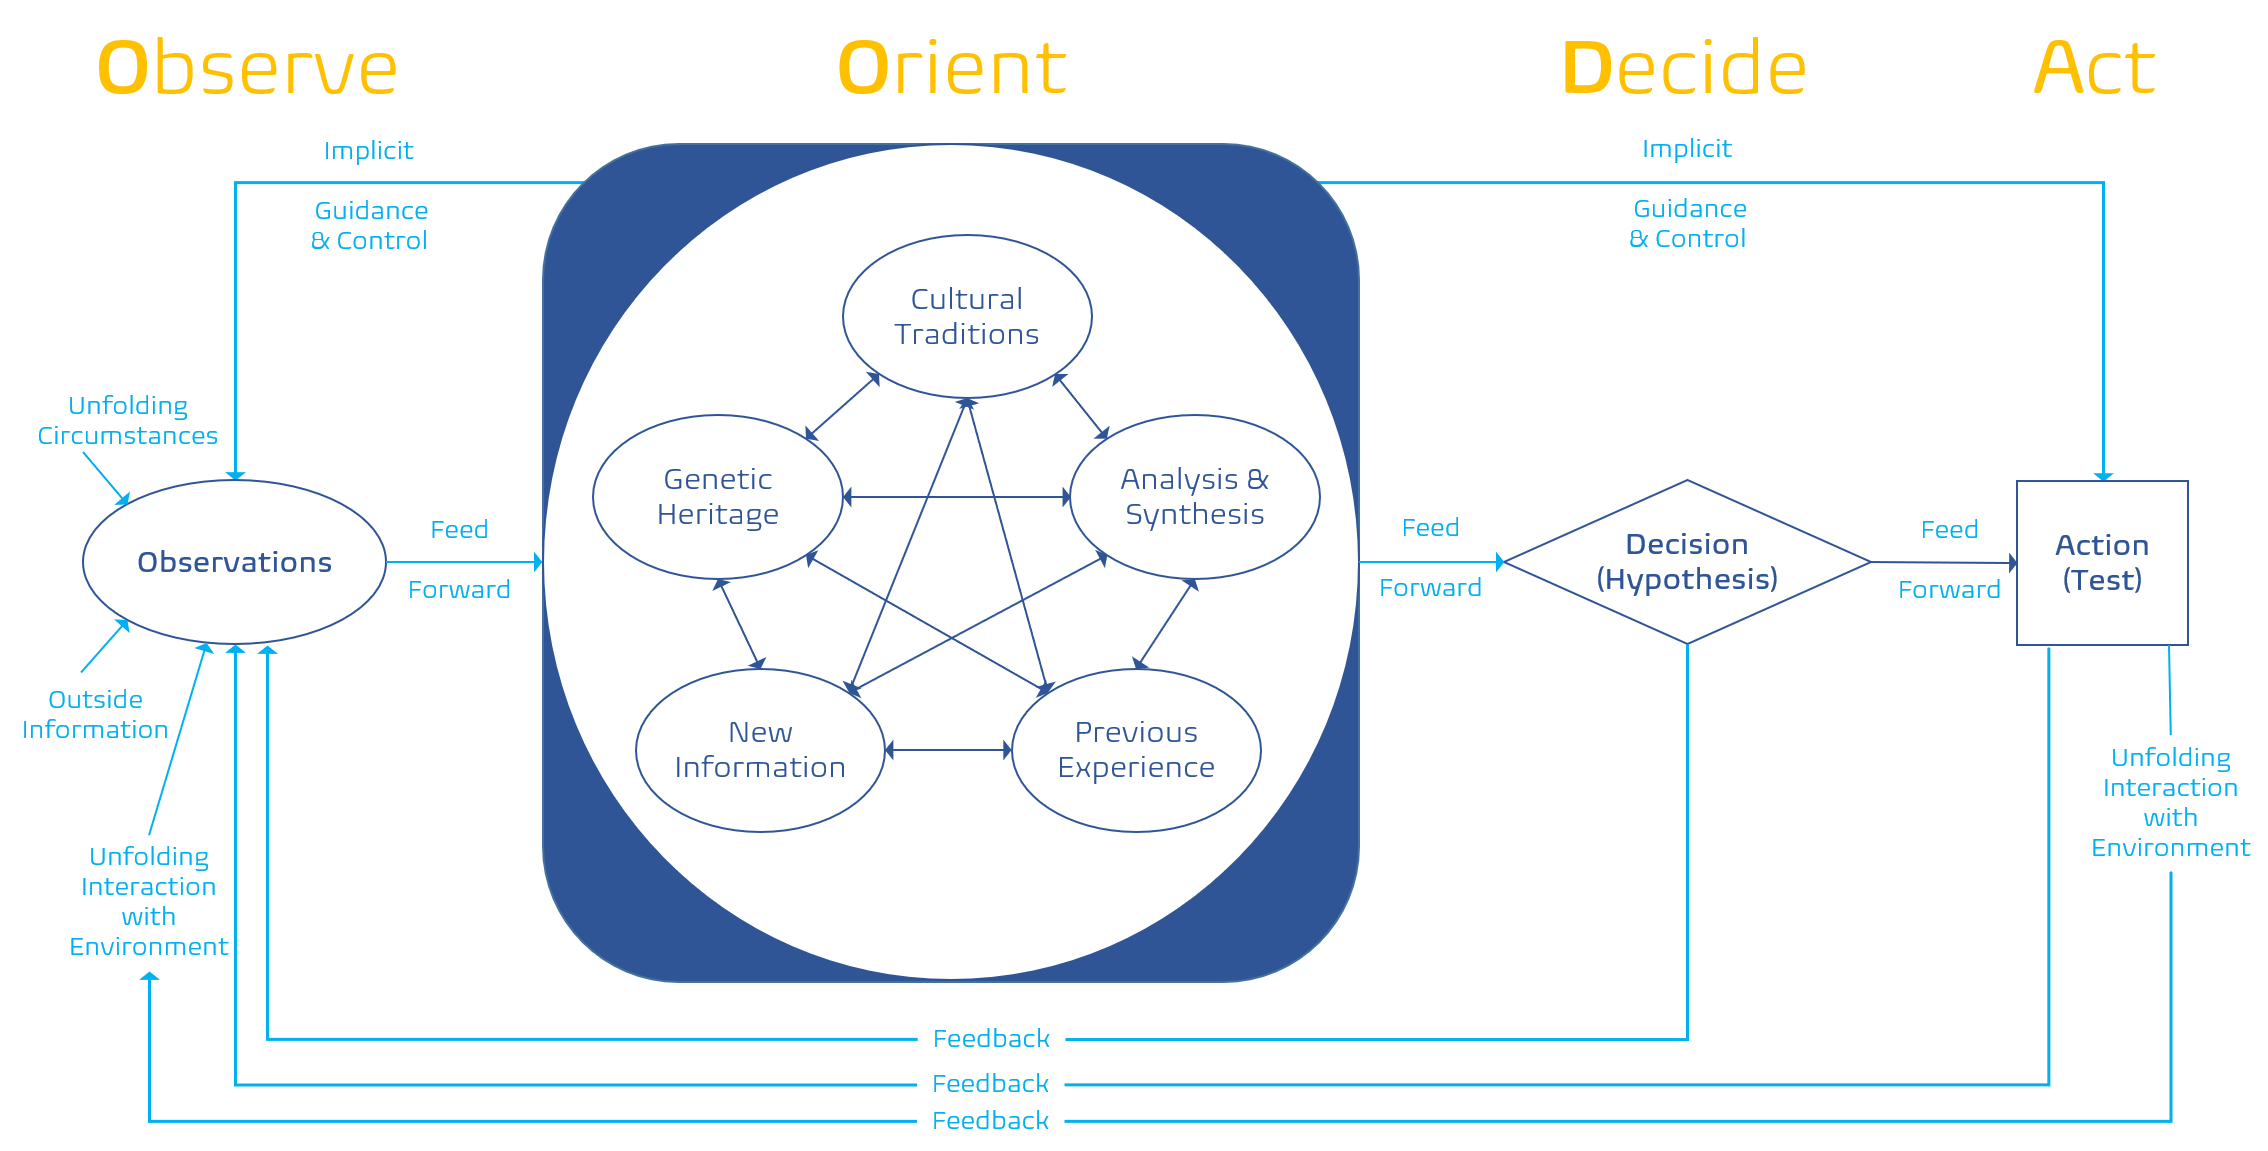 Observe
Orient
Decide
Act
Implicit
Guidance
& Control
Implicit
Guidance
& Control
Unfolding
Circumstances
Observations
Outside
Information
Unfolding
Interaction
with
Environment
Feed
Forward
Cultural
Traditions
Genetic
Heritage
Analysis &
Synthesis
New
Information
Previous
Experience
Feed
Forward
Decision
(Hypothesis)
Feed
Forward
Action
(Test)
Unfolding
Interaction
with
Environment
Feedback
Feedback
Feedback